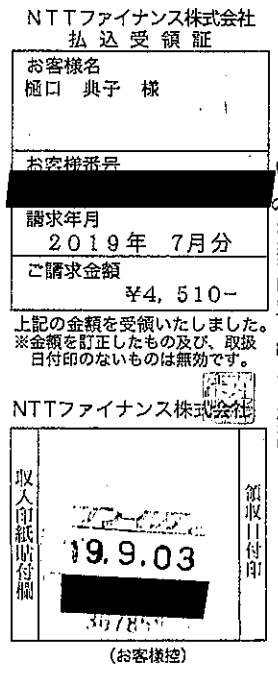 NTTファイナンス株式会社
払込受領証
お客様名
樋口 典子 様
お客様番号
請求年月
2019年 7月分
ご請求金額
¥4,510-
上記の金額を受領いたしました。
※金額を訂正したもの及び、取扱
日付印のないものは無効です。
NTTファイナンス株式会社
収入印紙貼付欄
領収日付印
19.9.03
(お客様控)